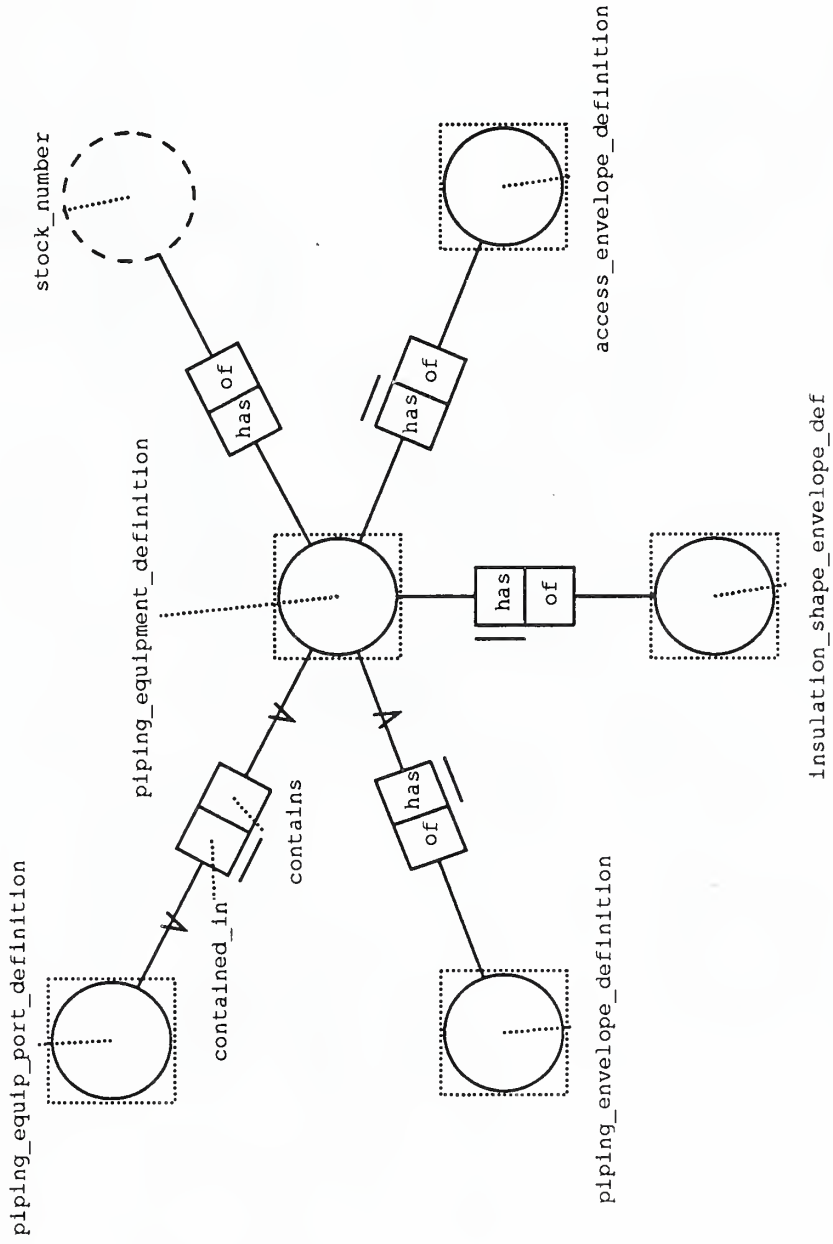 piping_equip_port_definition
stock_number
piping_equipment_definition
contained_in
has of
contains
of has
has of
has
of
piping_envelope_definition
access_envelope_definition
insulation_shape_envelope_def